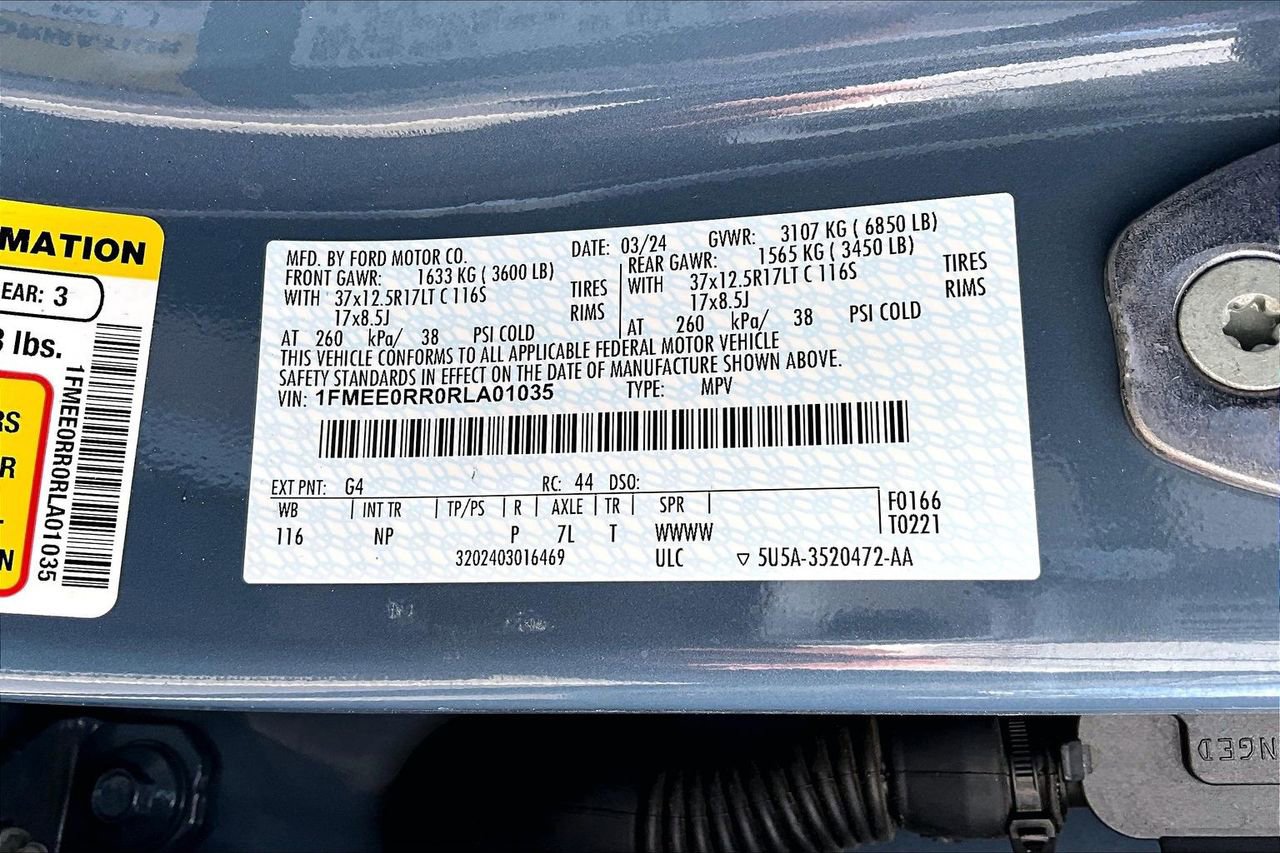 MATION
EAR: 3
lbs.
RS
R
N
1FMEE0RR0RLA01035
MFD. BY FORD MOTOR CO. DATE: 03/24 GVWR: 3107 KG ( 6850 LB)
FRONT GAWR: 1633 KG ( 3600 LB) REAR GAWR: 1565 KG ( 3450 LB)
WITH 37x12.5R17LT C 116S TIRES WITH 37x12.5R17LT C 116S TIRES
17x8.5J RIMS 17x8.5J RIMS
AT 260 kPa/ 38 PSI COLD AT 260 kPa/ 38 PSI COLD
THIS VEHICLE CONFORMS TO ALL APPLICABLE FEDERAL MOTOR VEHICLE
SAFETY STANDARDS IN EFFECT ON THE DATE OF MANUFACTURE SHOWN ABOVE.
VIN: 1FMEE0RR0RLA01035 TYPE: MPV
EXT PNT: G4 RC: 44 DSO:
WB INT TR TP/PS R AXLE TR SPR F0166
116 NP P 7L T WWWW T0221
3202403016469 ULC ▽ 5U5A-3520472-AA